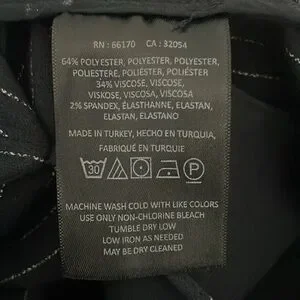 RN : 66170 CA : 32054
64% POLYESTER, POLYESTER, POLYESTER,
POLIESTERE, POLIÉSTER, POLIÉSTER
34% VISCOSE, VISCOSE,
VISKOSE, VISCOSA, VISCOSA
2% SPANDEX, ÉLASTHANNE, ELASTAN,
ELASTAN, ELASTANO
MADE IN TURKEY, HECHO EN TURQUIA,
FABRIQUÉ EN TURQUIE
30 P
MACHINE WASH COLD WITH LIKE COLORS
USE ONLY NON-CHLORINE BLEACH
TUMBLE DRY LOW
LOW IRON AS NEEDED
MAY BE DRY CLEANED